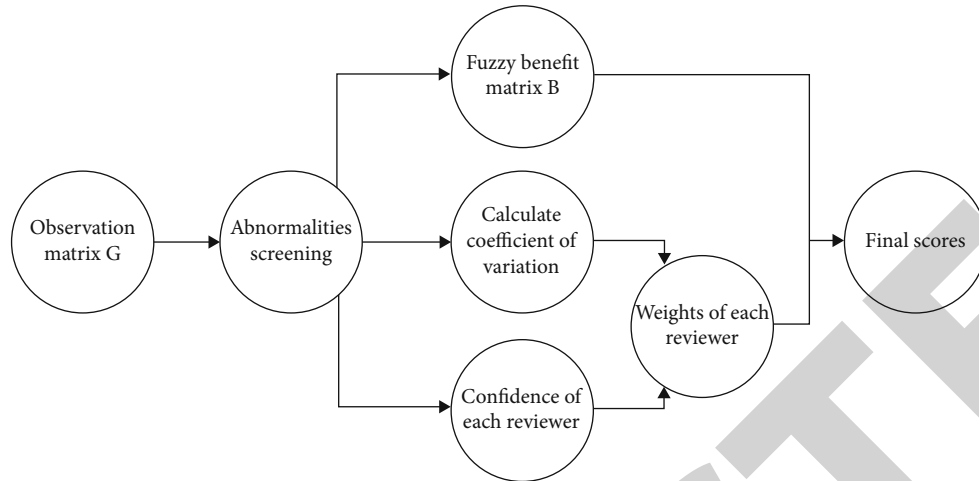 Observation
matrix G
Abnormalities
screening
Fuzzy benefit
matrix B
Calculate
coefficient of
variation
Confidence of
each reviewer
Weights of each
reviewer
Final scores